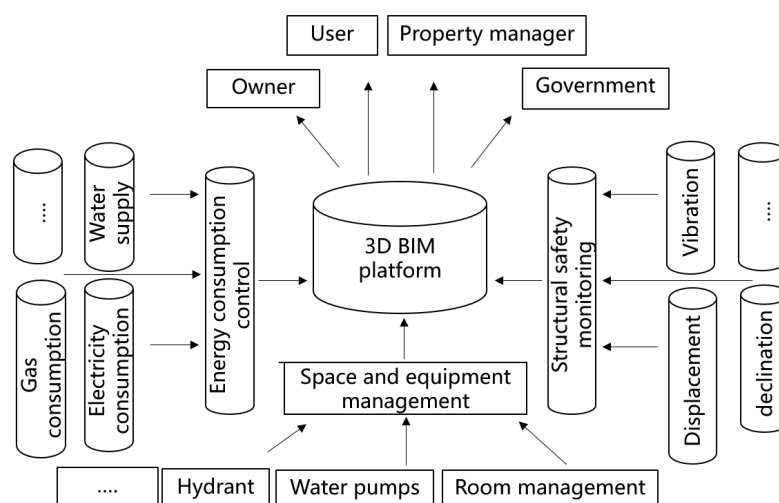 User
Property manager
Owner
Government
....
Water
supply
Energy consumption
control
3D BIM
platform
Structural safety
monitoring
Vibration
....
Gas
consumption
Electricity
consumption
Displacement
declination
Space and equipment
management
....
Hydrant
Water pumps
Room management